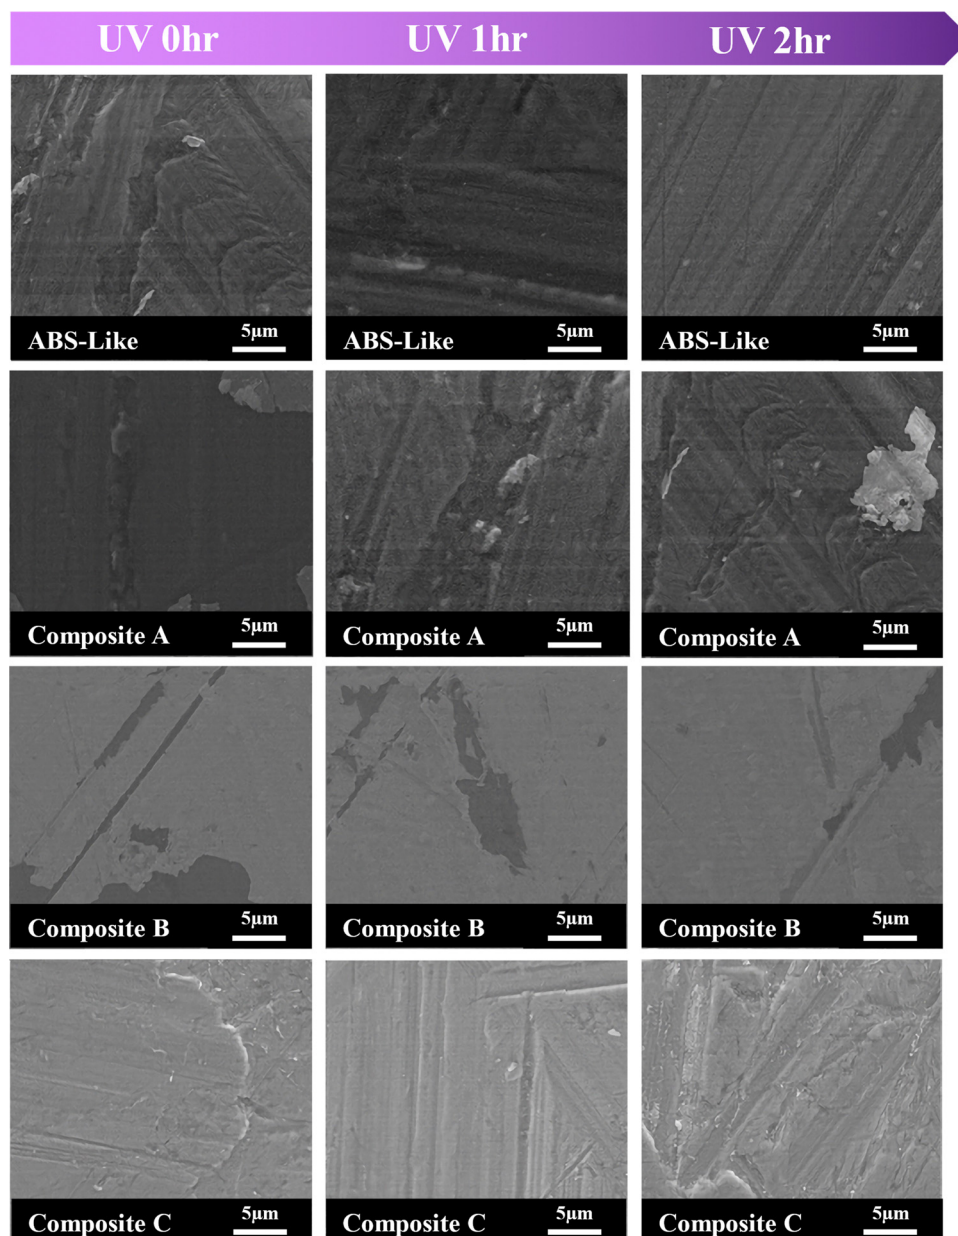 UV 0hr UV 1hr UV 2hr
ABS-Like 5μm ABS-Like 5μm ABS-Like 5μm
Composite A 5μm Composite A 5μm Composite A 5μm
Composite B 5μm Composite B 5μm Composite B 5μm
Composite C 5μm Composite C 5μm Composite C 5μm